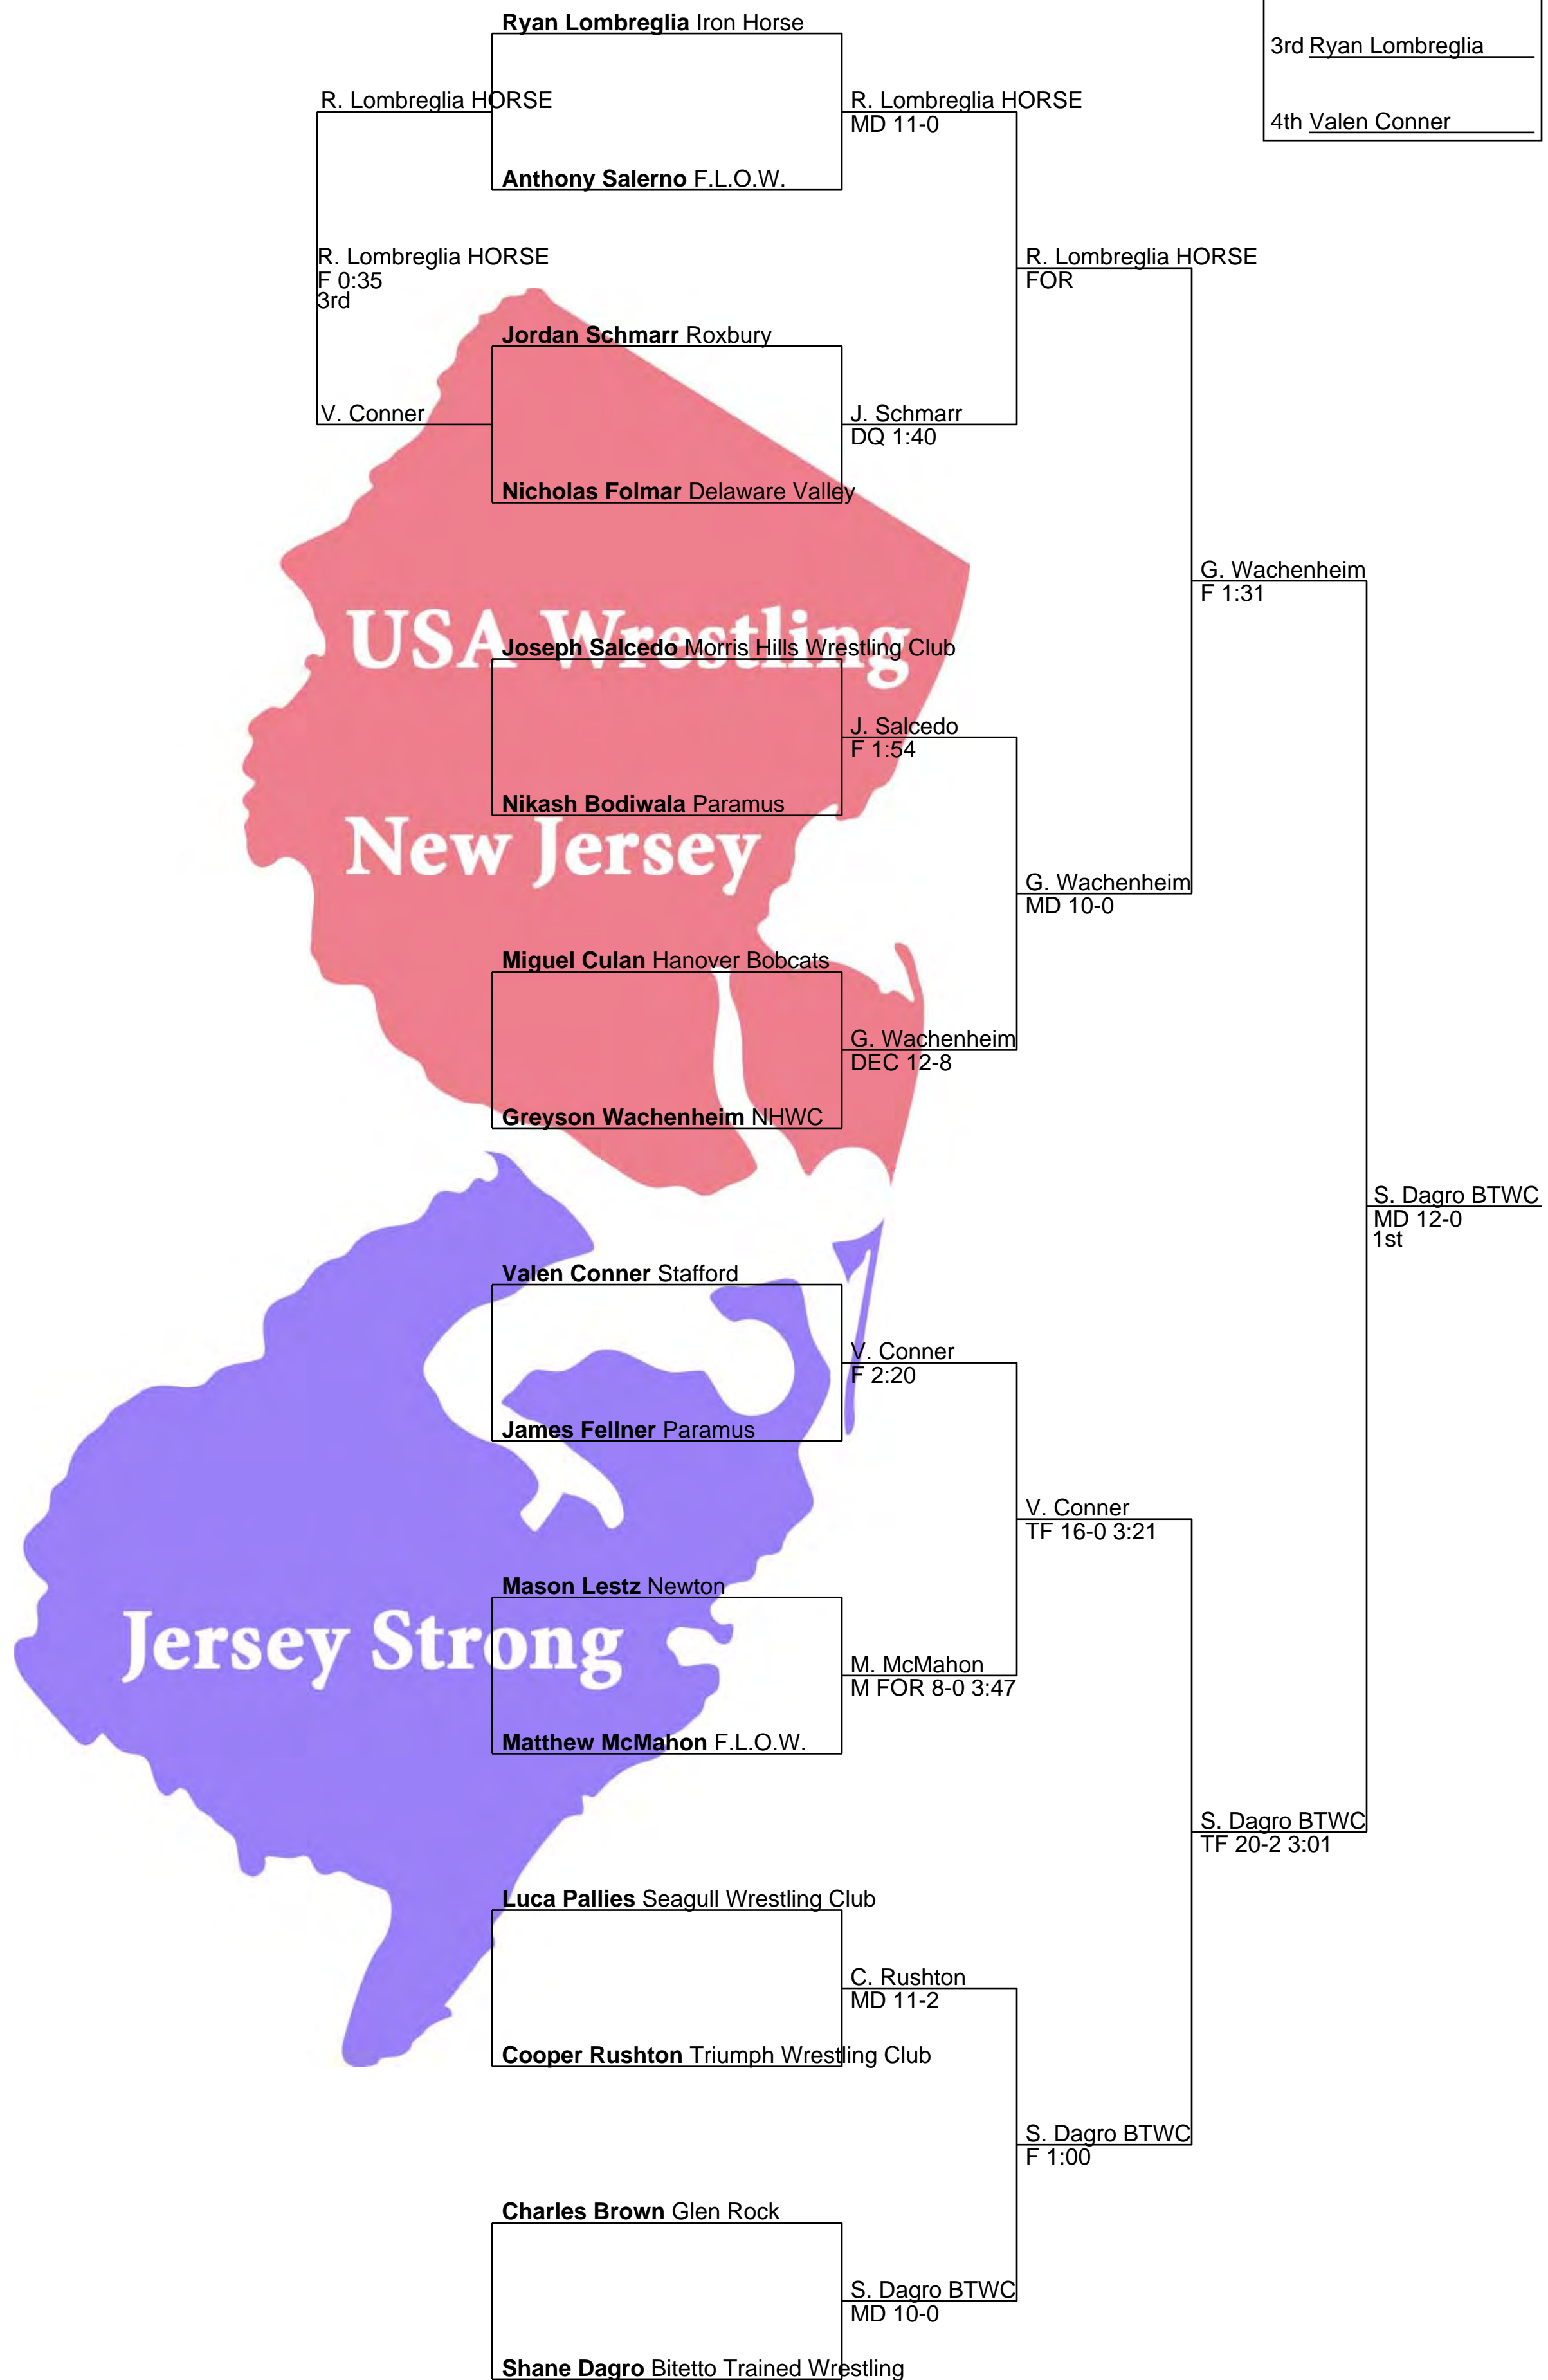 Ryan Lombreglia Iron Horse
3rd Ryan Lombreglia
R. Lombreglia HORSE
R. Lombreglia HORSE
MD 11-0
4th Valen Conner
Anthony Salerno F.L.O.W.
R. Lombreglia HORSE
F 0:35
3rd
R. Lombreglia HORSE
FOR
Jordan Schmarr Roxbury
V. Conner
J. Schmarr
DQ 1:40
Nicholas Folmar Delaware Valley
G. Wachenheim
F 1:31
USA Wrestling
Joseph Salcedo Morris Hills Wrestling Club
J. Salcedo
F 1:54
Nikash Bodiwala Paramus
New Jersey
G. Wachenheim
MD 10-0
Miguel Culan Hanover Bobcats
G. Wachenheim
DEC 12-8
Greyson Wachenheim NHWC
S. Dagro BTWC
MD 12-0
1st
Valen Conner Stafford
V. Conner
F 2:20
James Fellner Paramus
V. Conner
TF 16-0 3:21
Mason Lestz Newton
Jersey Strong
M. McMahon
M FOR 8-0 3:47
Matthew McMahon F.L.O.W.
S. Dagro BTWC
TF 20-2 3:01
Luca Pallies Seagull Wrestling Club
C. Rushton
MD 11-2
Cooper Rushton Triumph Wrestling Club
S. Dagro BTWC
F 1:00
Charles Brown Glen Rock
S. Dagro BTWC
MD 10-0
Shane Dagro Bitetto Trained Wrestling